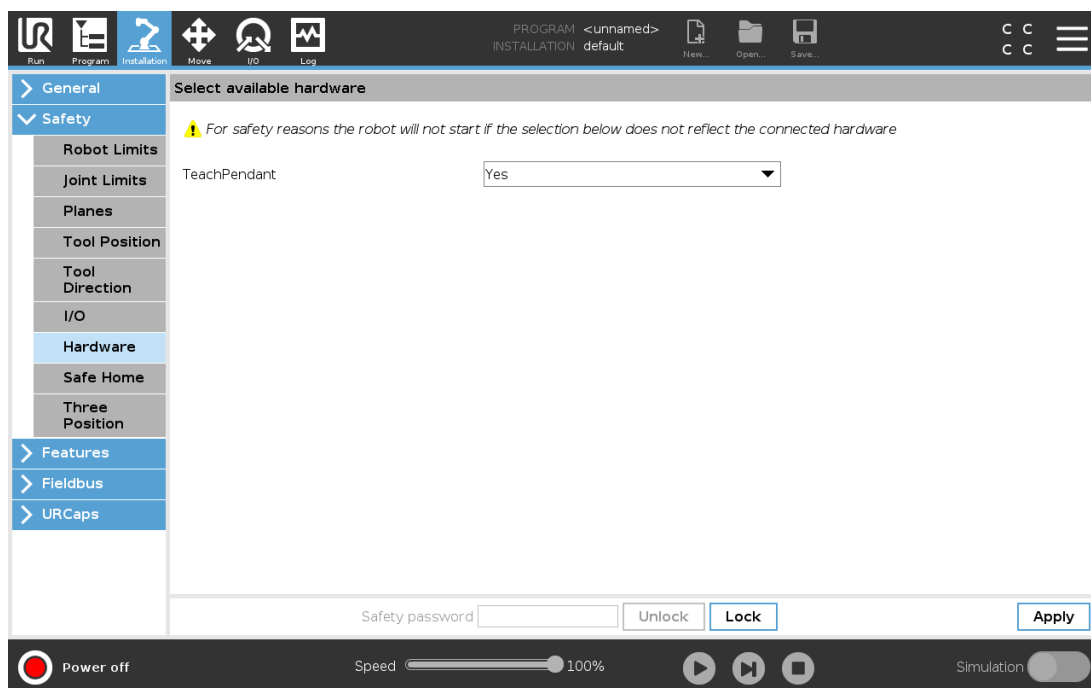 UR
PROGRAM <unnamed>
INSTALLATION default
C C
C C
Run Program Installation Move I/O Log New... Open... Save...
General
Safety
Robot Limits
Joint Limits
Planes
Tool Position
Tool
Direction
I/O
Hardware
Safe Home
Three
Position
Features
Fieldbus
URCaps
Select available hardware
For safety reasons the robot will not start if the selection below does not reflect the connected hardware
TeachPendant Yes
Safety password Unlock Lock Apply
Power off Speed 100% Simulation